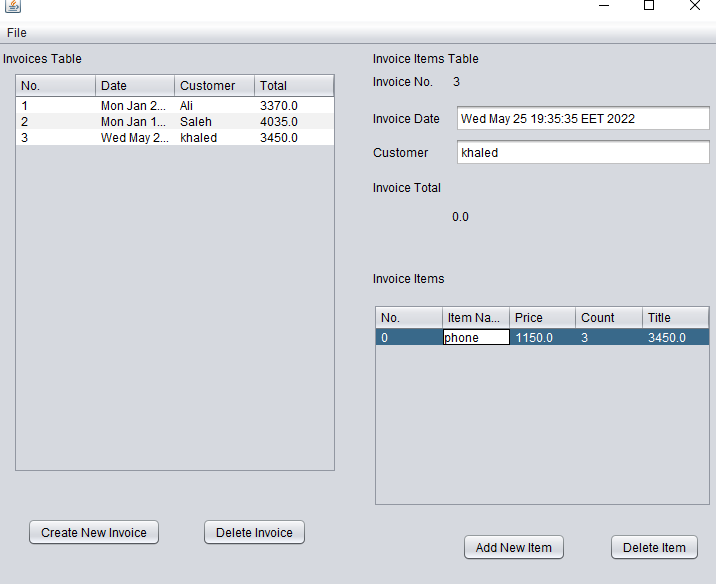 File
Invoices Table
No. Date Customer Total
1 Mon Jan 2... Ali 3370.0
2 Mon Jan 1... Saleh 4035.0
3 Wed May 2... khaled 3450.0
Create New Invoice Delete Invoice
Invoice Items Table
Invoice No. 3
Invoice Date Wed May 25 19:35:35 EET 2022
Customer khaled
Invoice Total
0.0
Invoice Items
No. Item Na... Price Count Title
0 phone 1150.0 3 3450.0
Add New Item Delete Item